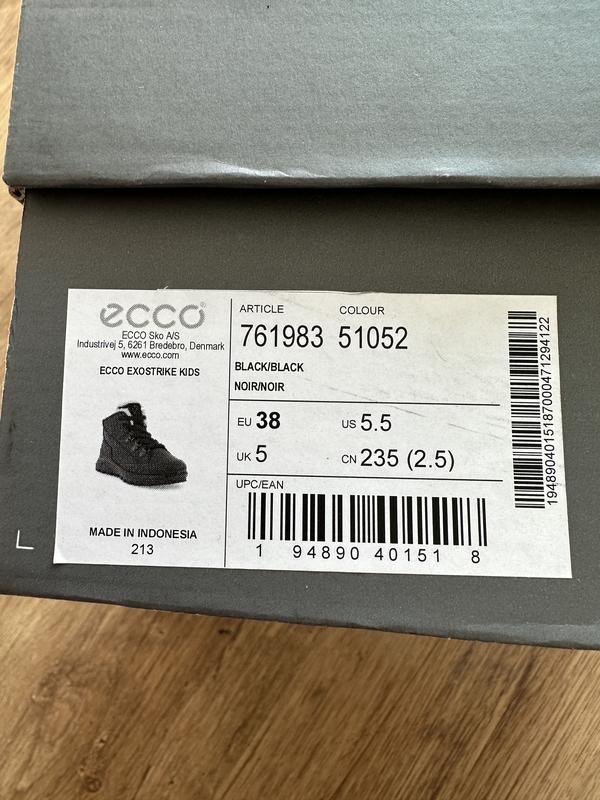 ecco®
ECCO Sko A/S
Industrivej 5, 6261 Bredebro, Denmark
www.ecco.com
ECCO EXOSTRIKE KIDS
MADE IN INDONESIA
213
ARTICLE COLOUR
761983 51052
BLACK/BLACK
NOIR/NOIR
EU 38 US 5.5
UK 5 CN 235 (2.5)
UPC/EAN
1 94890 40151 8
1948904015187000471294122
L